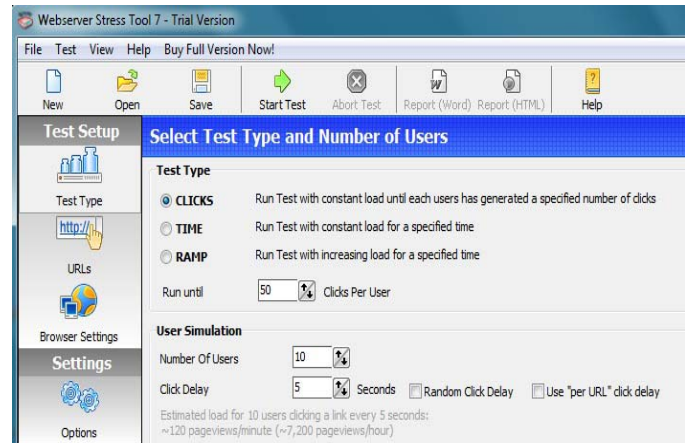 Webserver Stress Tool 7 - Trial Version
File Test View Help Buy Full Version Now!
New Open Save Start Test Abort Test Report (Word) Report (HTML) Help
Test Setup
Select Test Type and Number of Users
Test Type
Test Type
CLICKS Run Test with constant load until each users has generated a specified number of clicks
http://
TIME Run Test with constant load for a specified time
URLs
RAMP Run Test with increasing load for a specified time
Run until 50 Clicks Per User
Browser Settings
User Simulation
Settings
Number Of Users 10
Click Delay 5 Seconds Random Click Delay Use "per URL" click delay
Options
Estimated load for 10 users clicking a link every 5 seconds:
~120 pageviews/minute (~7,200 pageviews/hour)